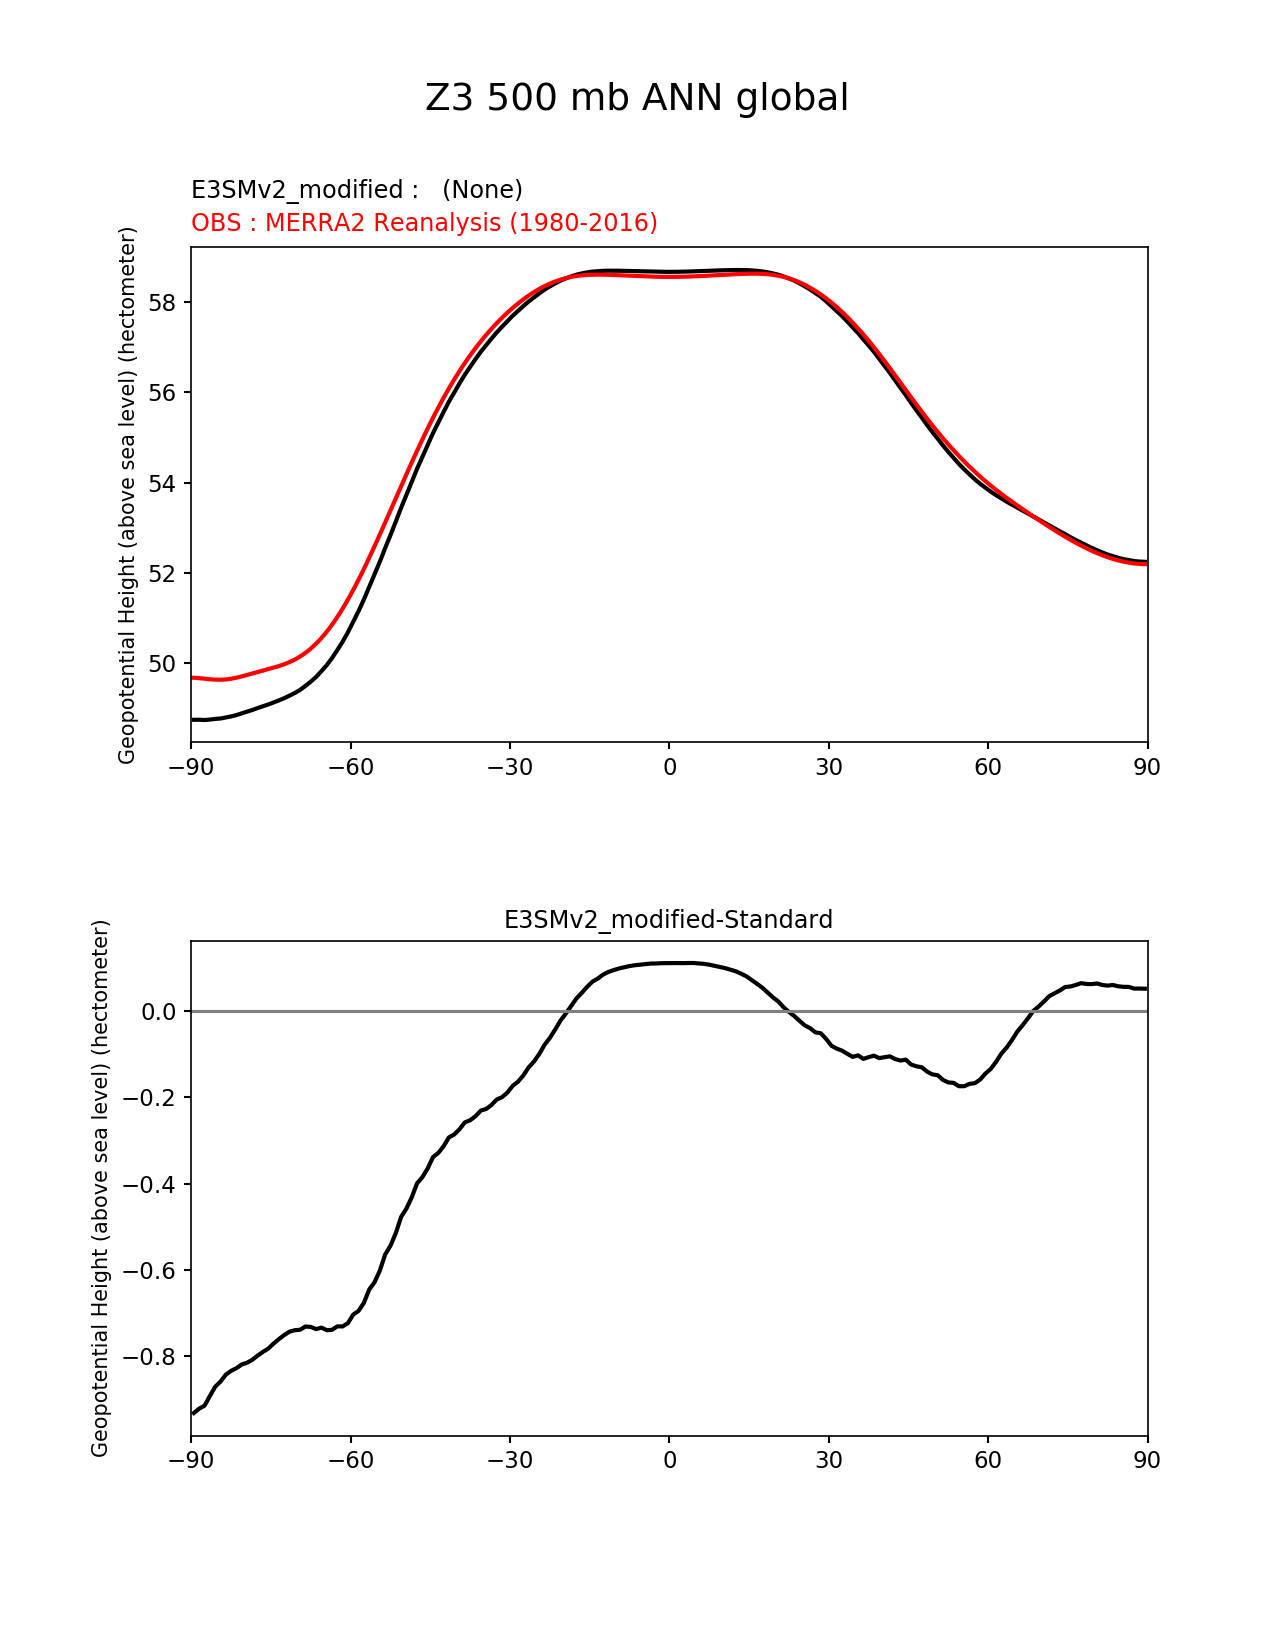 Z3 500 mb ANN global
E3SMv2_modified :   (None)
OBS : MERRA2 Reanalysis (1980-2016)
Geopotential Height (above sea level) (hectometer)
58
56
54
52
50
−90 −60 −30 0 30 60 90
E3SMv2_modified-Standard
Geopotential Height (above sea level) (hectometer)
0.0
−0.2
−0.4
−0.6
−0.8
−90 −60 −30 0 30 60 90